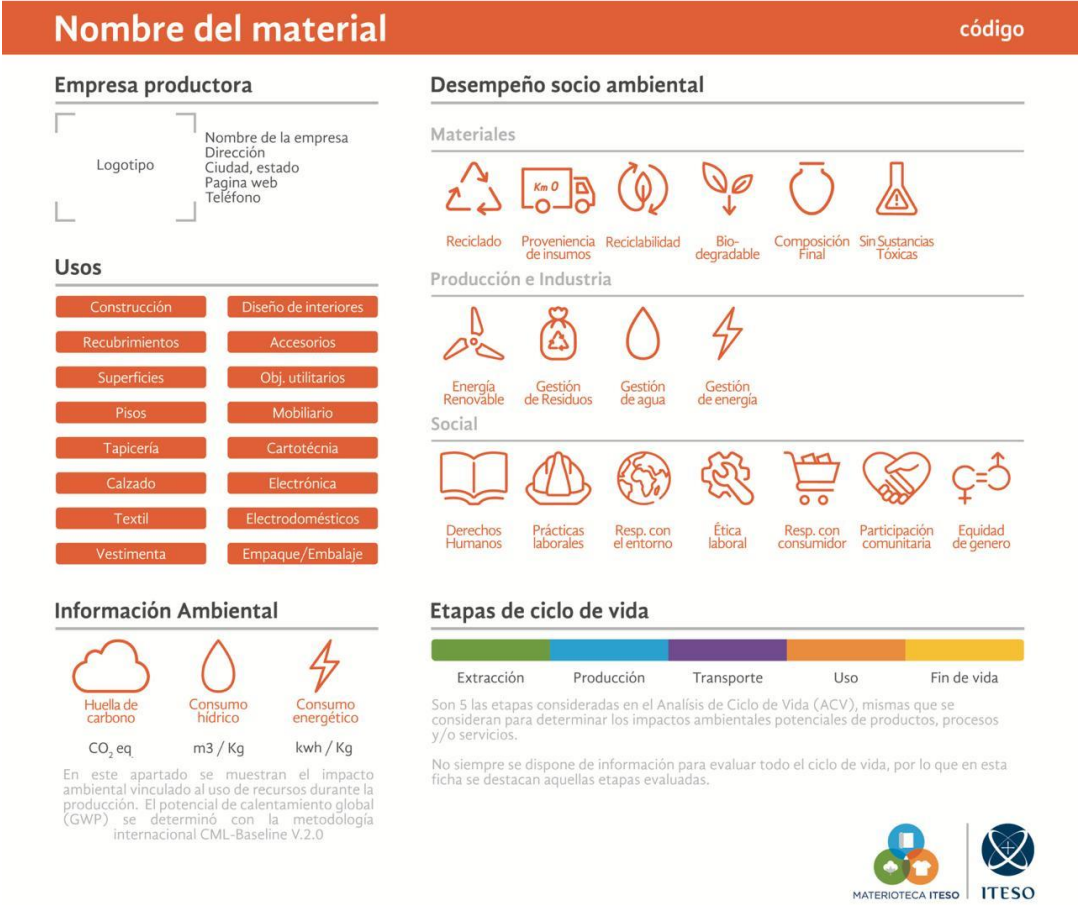 Nombre del material
código
Empresa productora
Logotipo
Nombre de la empresa
Dirección
Ciudad, estado
Pagina web
Teléfono
Usos
Construcción
Diseño de interiores
Recubrimientos
Accesorios
Superficies
Obj. utilitarios
Pisos
Mobiliario
Tapicería
Cartotécnia
Calzado
Electrónica
Textil
Electrodomésticos
Vestimenta
Empaque/Embalaje
Información Ambiental
Huella de
carbono
Consumo
hídrico
Consumo
energético
CO2 eq
m3 / Kg
kwh / Kg
En este apartado se muestran el impacto
ambiental vinculado al uso de recursos durante la
producción. El potencial de calentamiento global
(GWP) se determinó con la metodología
internacional CML-Baseline V.2.0
Desempeño socio ambiental
Materiales
Km 0
Reciclado
Proveniencia
de insumos
Reciclabilidad
Bio-
degradable
Composición
Final
Sin Sustancias
Tóxicas
Producción e Industria
Energía
Renovable
Gestión
de Residuos
Gestión
de agua
Gestión
de energía
Social
Derechos
Humanos
Prácticas
laborales
Resp. con
el entorno
Ética
laboral
Resp. con
consumidor
Participación
comunitaria
Equidad
de genero
Etapas de ciclo de vida
Extracción
Producción
Transporte
Uso
Fin de vida
Son 5 las etapas consideradas en el Analísis de Ciclo de Vida (ACV), mismas que se
consideran para determinar los impactos ambientales potenciales de productos, procesos
y/o servicios.
No siempre se dispone de información para evaluar todo el ciclo de vida, por lo que en esta
ficha se destacan aquellas etapas evaluadas.
MATERIOTECA ITESO
ITESO